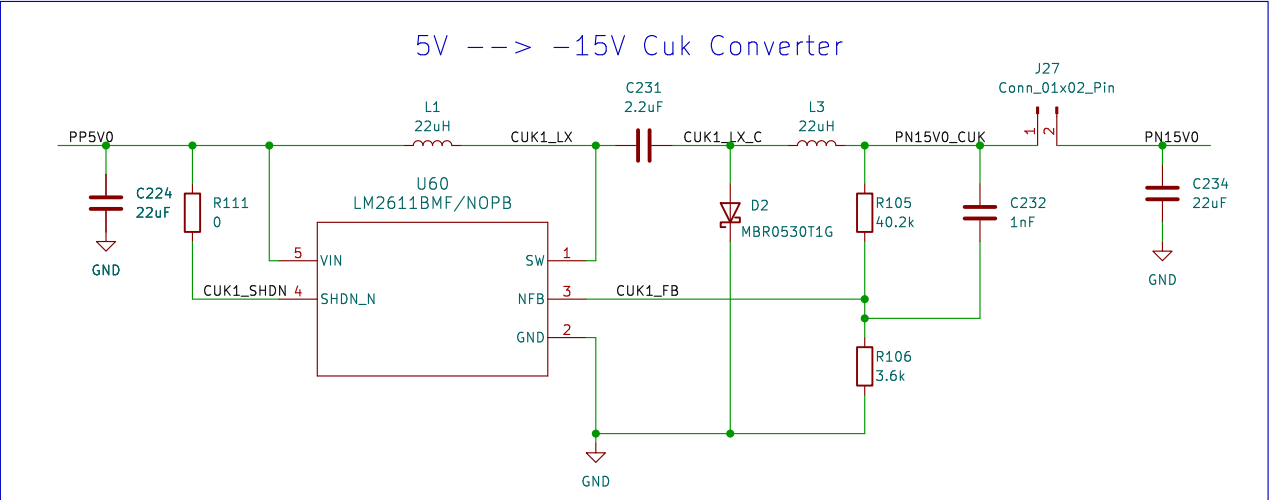 5V --> -15V Cuk Converter
J27
Conn_01x02_Pin
1
2
C231
2.2uF
L1
22uH
L3
22uH
PP5V0
CUK1_LX
CUK1_LX_C
PN15V0_CUK
PN15V0
C224
22uF
GND
R111
0
U60
LM2611BMF/NOPB
D2
MBR0530T1G
R105
40.2k
C232
1nF
C234
22uF
GND
5
VIN
SW
1
CUK1_SHDN
4
SHDN_N
NFB
3
CUK1_FB
GND
2
R106
3.6k
GND